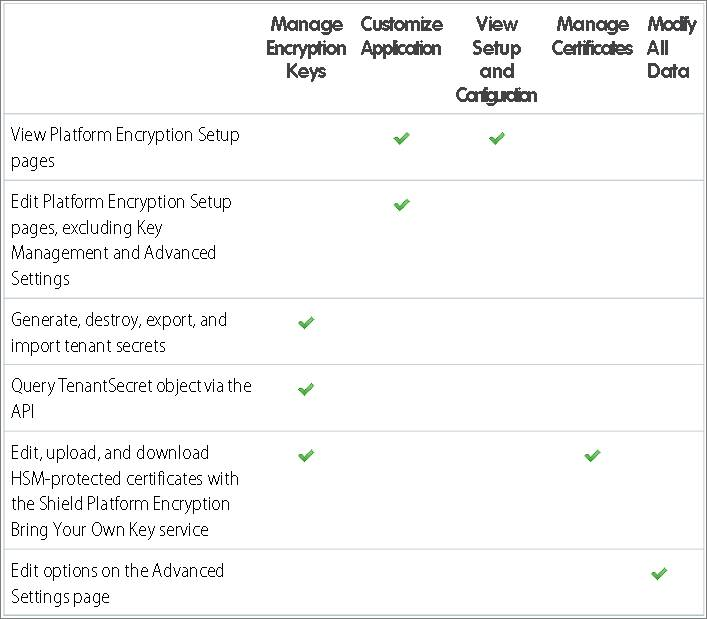 Manage Customize View Manage Modify
Encryption Application Setup Certificates All
Keys and Data
Configuration
View Platform Encryption Setup
pages
Edit Platform Encryption Setup
pages, excluding Key
Management and Advanced
Settings
Generate, destroy, export, and
import tenant secrets
Query TenantSecret object via the
API
Edit, upload, and download
HSM-protected certificates with
the Shield Platform Encryption
Bring Your Own Key service
Edit options on the Advanced
Settings page